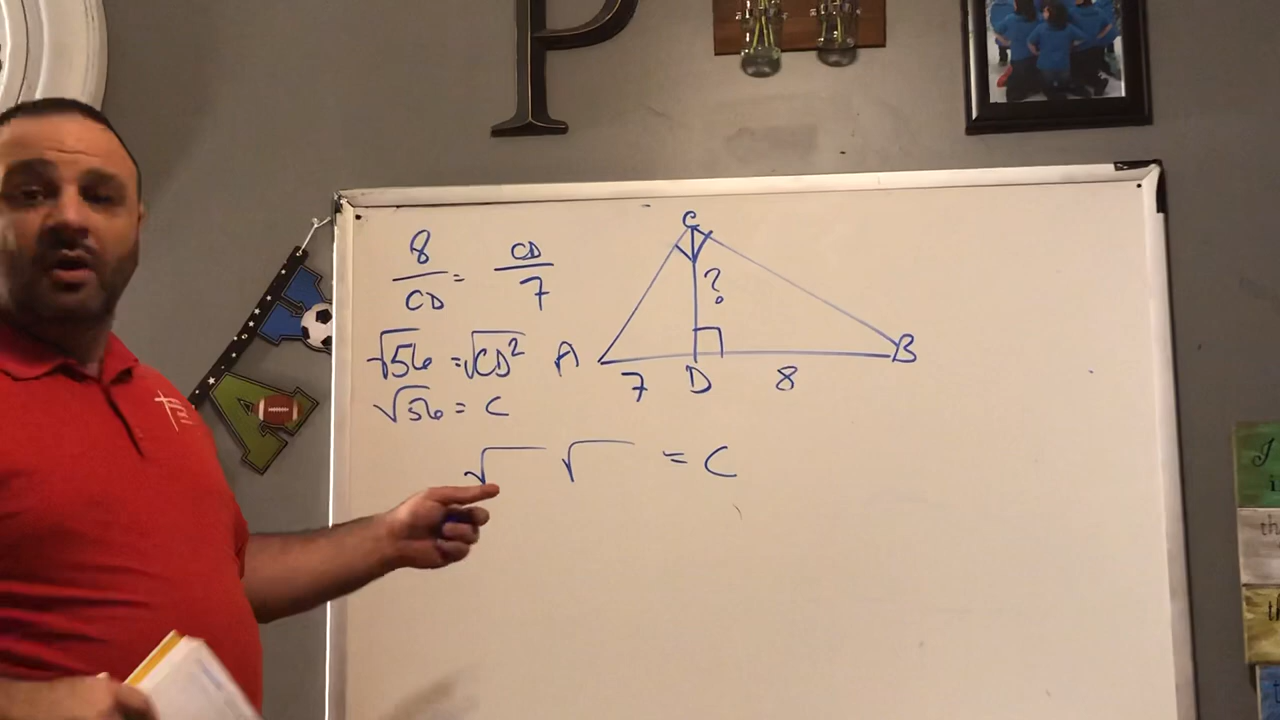 P
8/CD = CD/7
√56 = √CD²
√56 = C
√ √ = C
C
?
A
B
7 D 8
Y
A
I